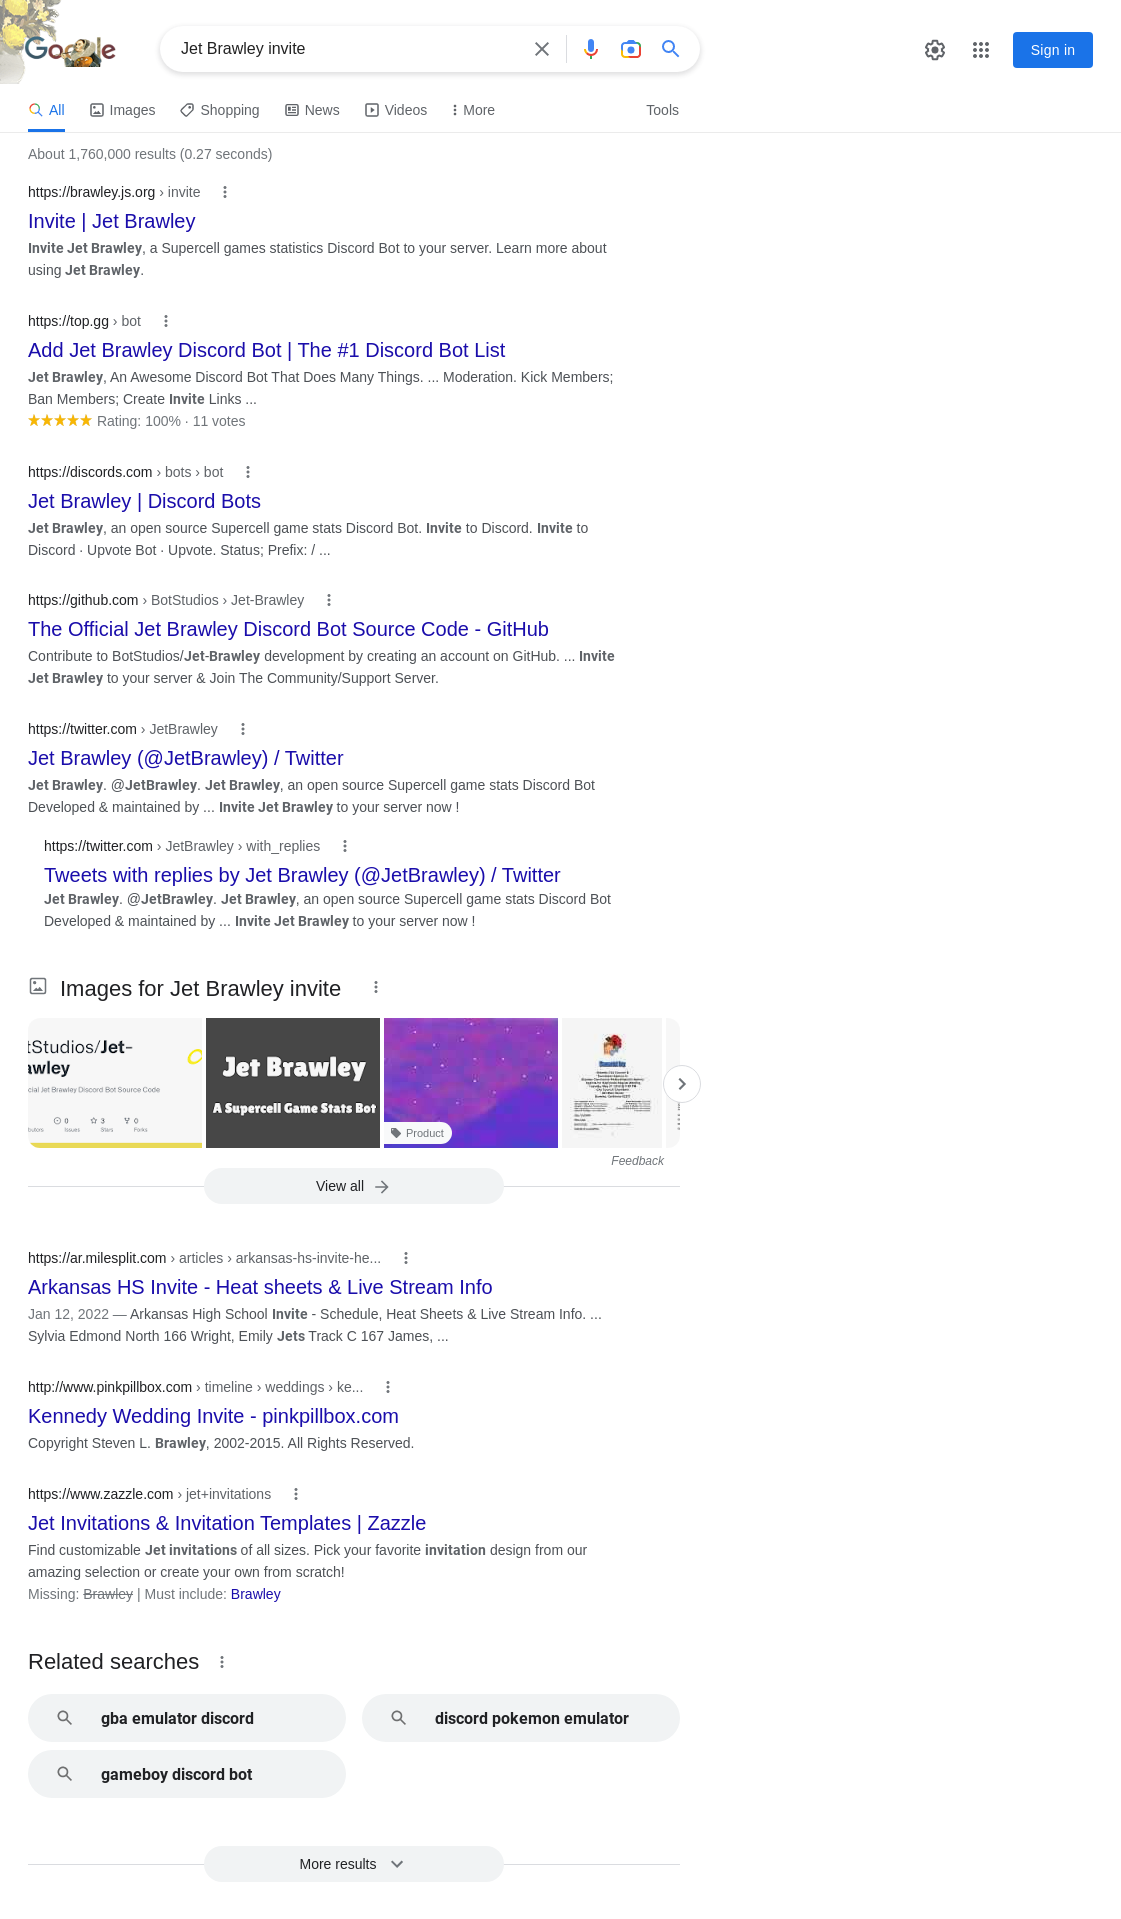 Google
Jet Brawley invite
Sign in
All
Images
Shopping
News
Videos
More
Tools
About 1,760,000 results (0.27 seconds)
https://brawley.js.org › invite
Invite | Jet Brawley
Invite Jet Brawley, a Supercell games statistics Discord Bot to your server. Learn more about
using Jet Brawley.
https://top.gg › bot
Add Jet Brawley Discord Bot | The #1 Discord Bot List
Jet Brawley, An Awesome Discord Bot That Does Many Things. ... Moderation. Kick Members;
Ban Members; Create Invite Links ...
Rating: 100% · 11 votes
https://discords.com › bots › bot
Jet Brawley | Discord Bots
Jet Brawley, an open source Supercell game stats Discord Bot. Invite to Discord. Invite to
Discord · Upvote Bot · Upvote. Status; Prefix: / ...
https://github.com › BotStudios › Jet-Brawley
The Official Jet Brawley Discord Bot Source Code - GitHub
Contribute to BotStudios/Jet-Brawley development by creating an account on GitHub. ... Invite
Jet Brawley to your server & Join The Community/Support Server.
https://twitter.com › JetBrawley
Jet Brawley (@JetBrawley) / Twitter
Jet Brawley. @JetBrawley. Jet Brawley, an open source Supercell game stats Discord Bot
Developed & maintained by ... Invite Jet Brawley to your server now !
https://twitter.com › JetBrawley › with_replies
Tweets with replies by Jet Brawley (@JetBrawley) / Twitter
Jet Brawley. @JetBrawley. Jet Brawley, an open source Supercell game stats Discord Bot
Developed & maintained by ... Invite Jet Brawley to your server now !
Images for Jet Brawley invite
tStudios/Jet-
awley
cial Jet Brawley Discord Bot Source Code
0
3
0
Issues
Stars
Forks
Jet Brawley
A Supercell Game Stats Bot
Product
Feedback
View all
https://ar.milesplit.com › articles › arkansas-hs-invite-he...
Arkansas HS Invite - Heat sheets & Live Stream Info
Jan 12, 2022 — Arkansas High School Invite - Schedule, Heat Sheets & Live Stream Info. ...
Sylvia Edmond North 166 Wright, Emily Jets Track C 167 James, ...
http://www.pinkpillbox.com › timeline › weddings › ke...
Kennedy Wedding Invite - pinkpillbox.com
Copyright Steven L. Brawley, 2002-2015. All Rights Reserved.
https://www.zazzle.com › jet+invitations
Jet Invitations & Invitation Templates | Zazzle
Find customizable Jet invitations of all sizes. Pick your favorite invitation design from our
amazing selection or create your own from scratch!
Missing: Brawley | Must include: Brawley
Related searches
gba emulator discord
discord pokemon emulator
gameboy discord bot
More results